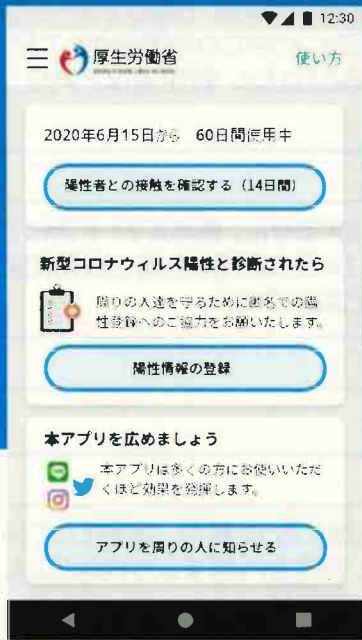 12:30
厚生労働省
使い方
2020年6月15日から 60日間使用中
陽性者との接触を確認する（14日間）
新型コロナウィルス陽性と診断されたら
周りの人達を守るために匿名での陽
性登録へのご協力をお願いたします。
陽性情報の登録
本アプリを広めましょう
本アプリは多くの方にお使いいただ
くほど効果を発揮します。
アプリを周りの人に知らせる